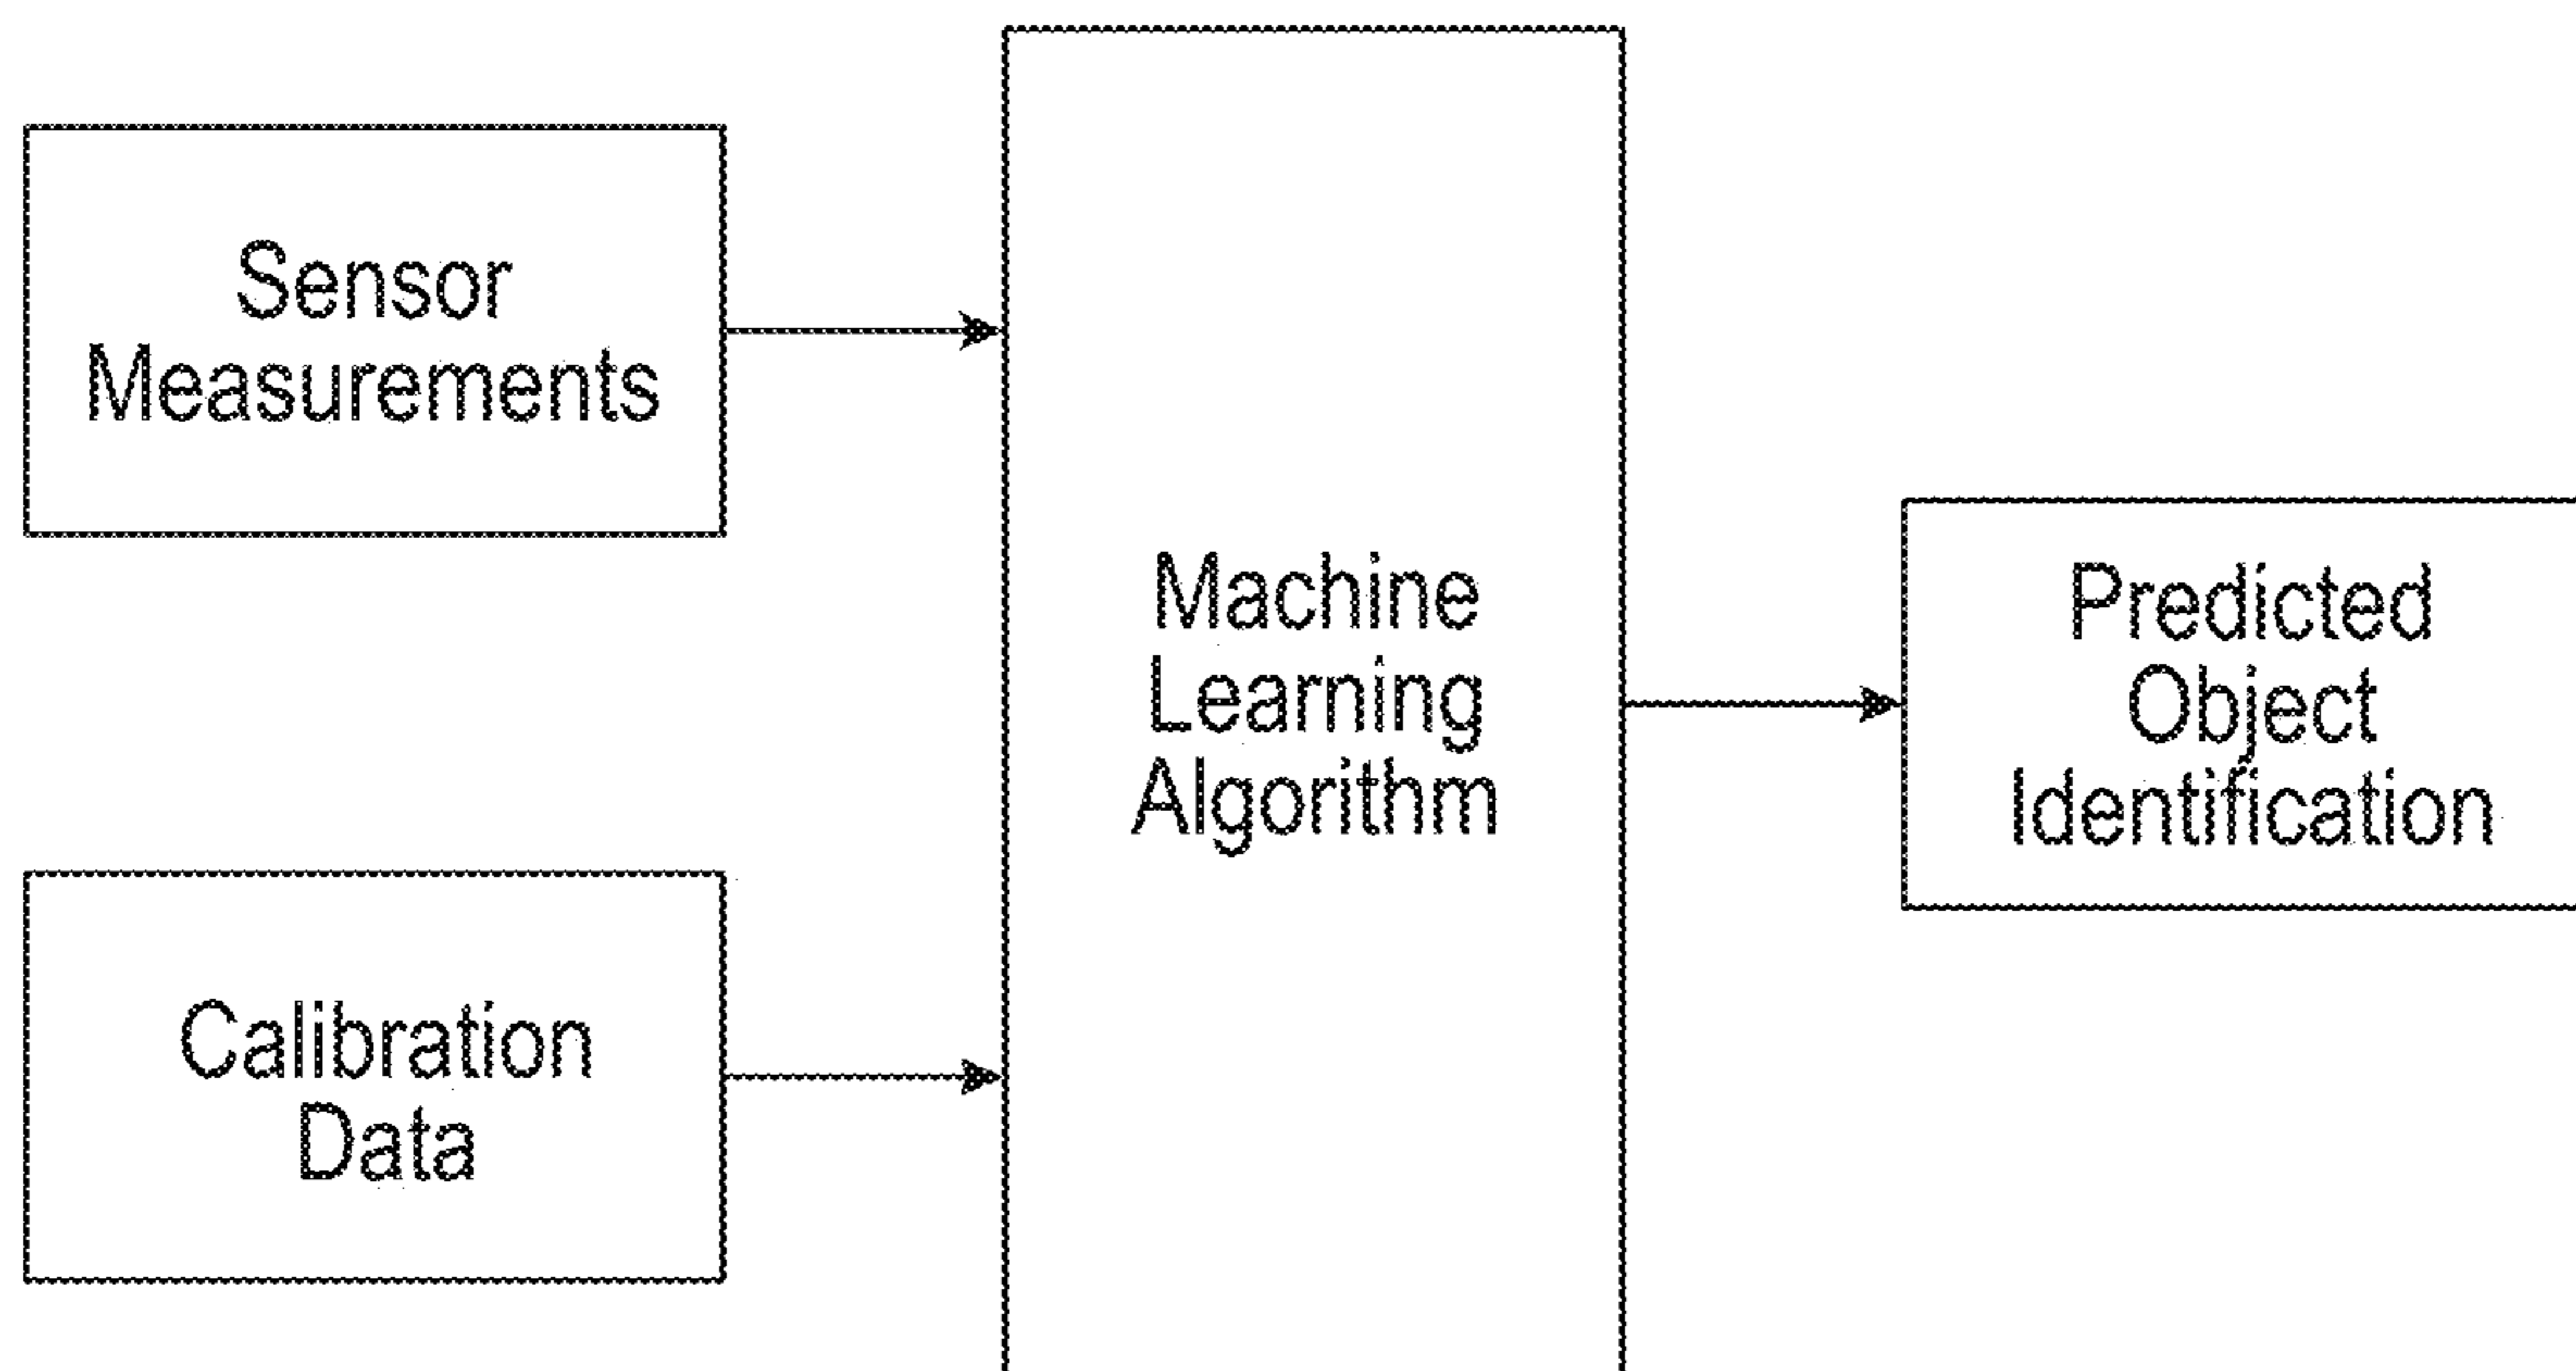 Sensor
Measurements
Calibration
Data
Machine
Learning
Algorithm
Predicted
Object
Identification